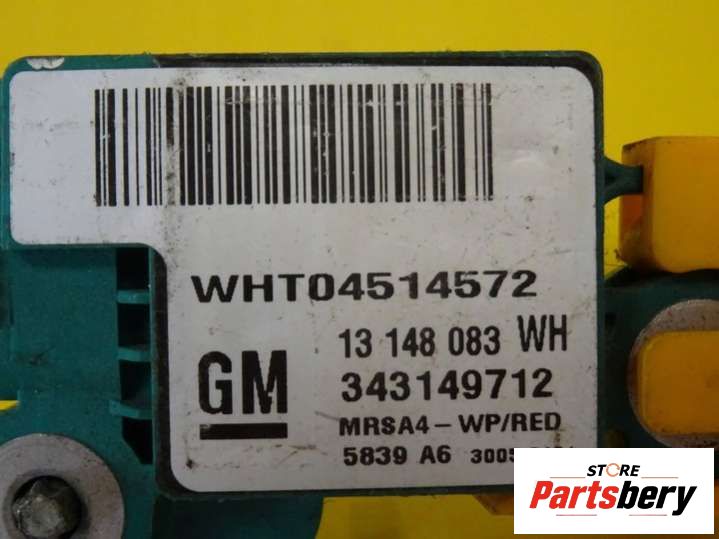 WHT04514572
GM
13 148 083 WH
343149712
MRSA4-WP/RED
5839 A6
STORE
Partsbery